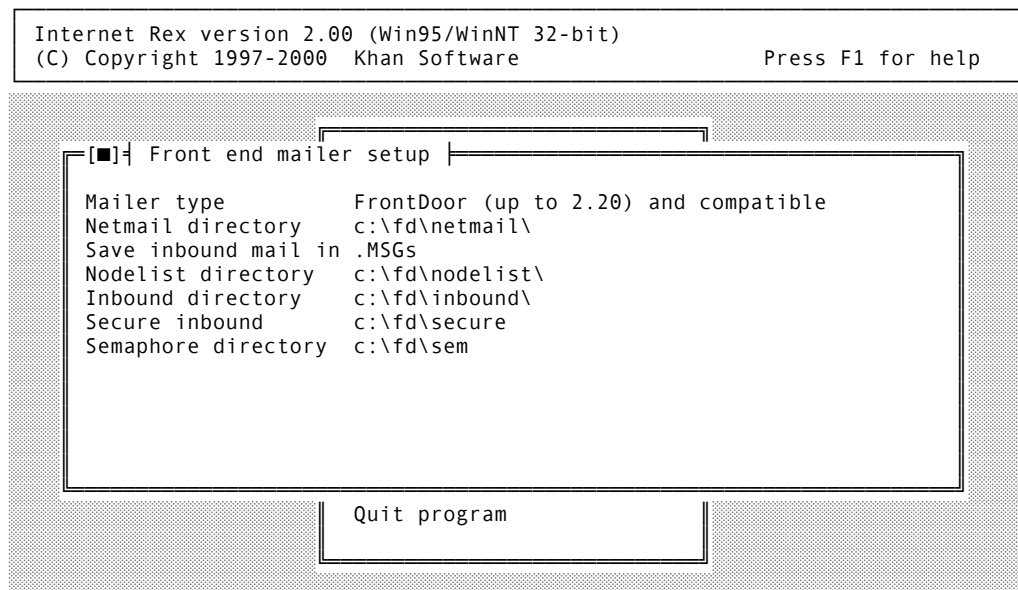 Internet Rex version 2.00 (Win95/WinNT 32-bit)
(C) Copyright 1997-2000 Khan Software Press F1 for help
[■] Front end mailer setup
Mailer type FrontDoor (up to 2.20) and compatible
Netmail directory c:\fd\netmail\
Save inbound mail in .MSGs
Nodelist directory c:\fd\nodelist\
Inbound directory c:\fd\inbound\
Secure inbound c:\fd\secure
Semaphore directory c:\fd\sem
Quit program